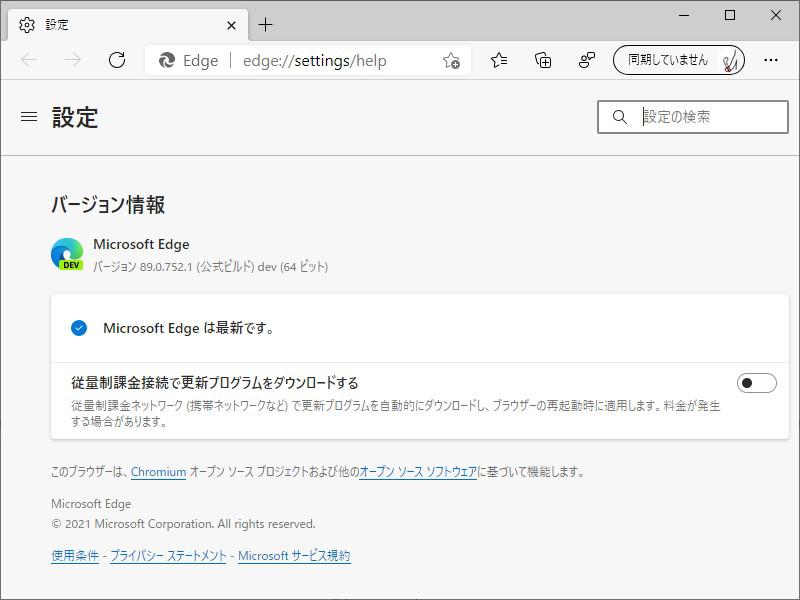 設定
Edge
edge://settings/help
同期していません
設定
設定の検索
バージョン情報
Microsoft Edge
DEV
バージョン 89.0.752.1 (公式ビルド) dev (64 ビット)
Microsoft Edge は最新です。
従量制課金接続で更新プログラムをダウンロードする
従量制課金ネットワーク (携帯ネットワークなど) で更新プログラムを自動的にダウンロードし、ブラウザーの再起動時に適用します。料金が発生
する場合があります。
このブラウザーは、Chromium オープン ソース プロジェクトおよび他のオープン ソース ソフトウェアに基づいて機能します。
Microsoft Edge
© 2021 Microsoft Corporation. All rights reserved.
使用条件 - プライバシー ステートメント - Microsoft サービス規約